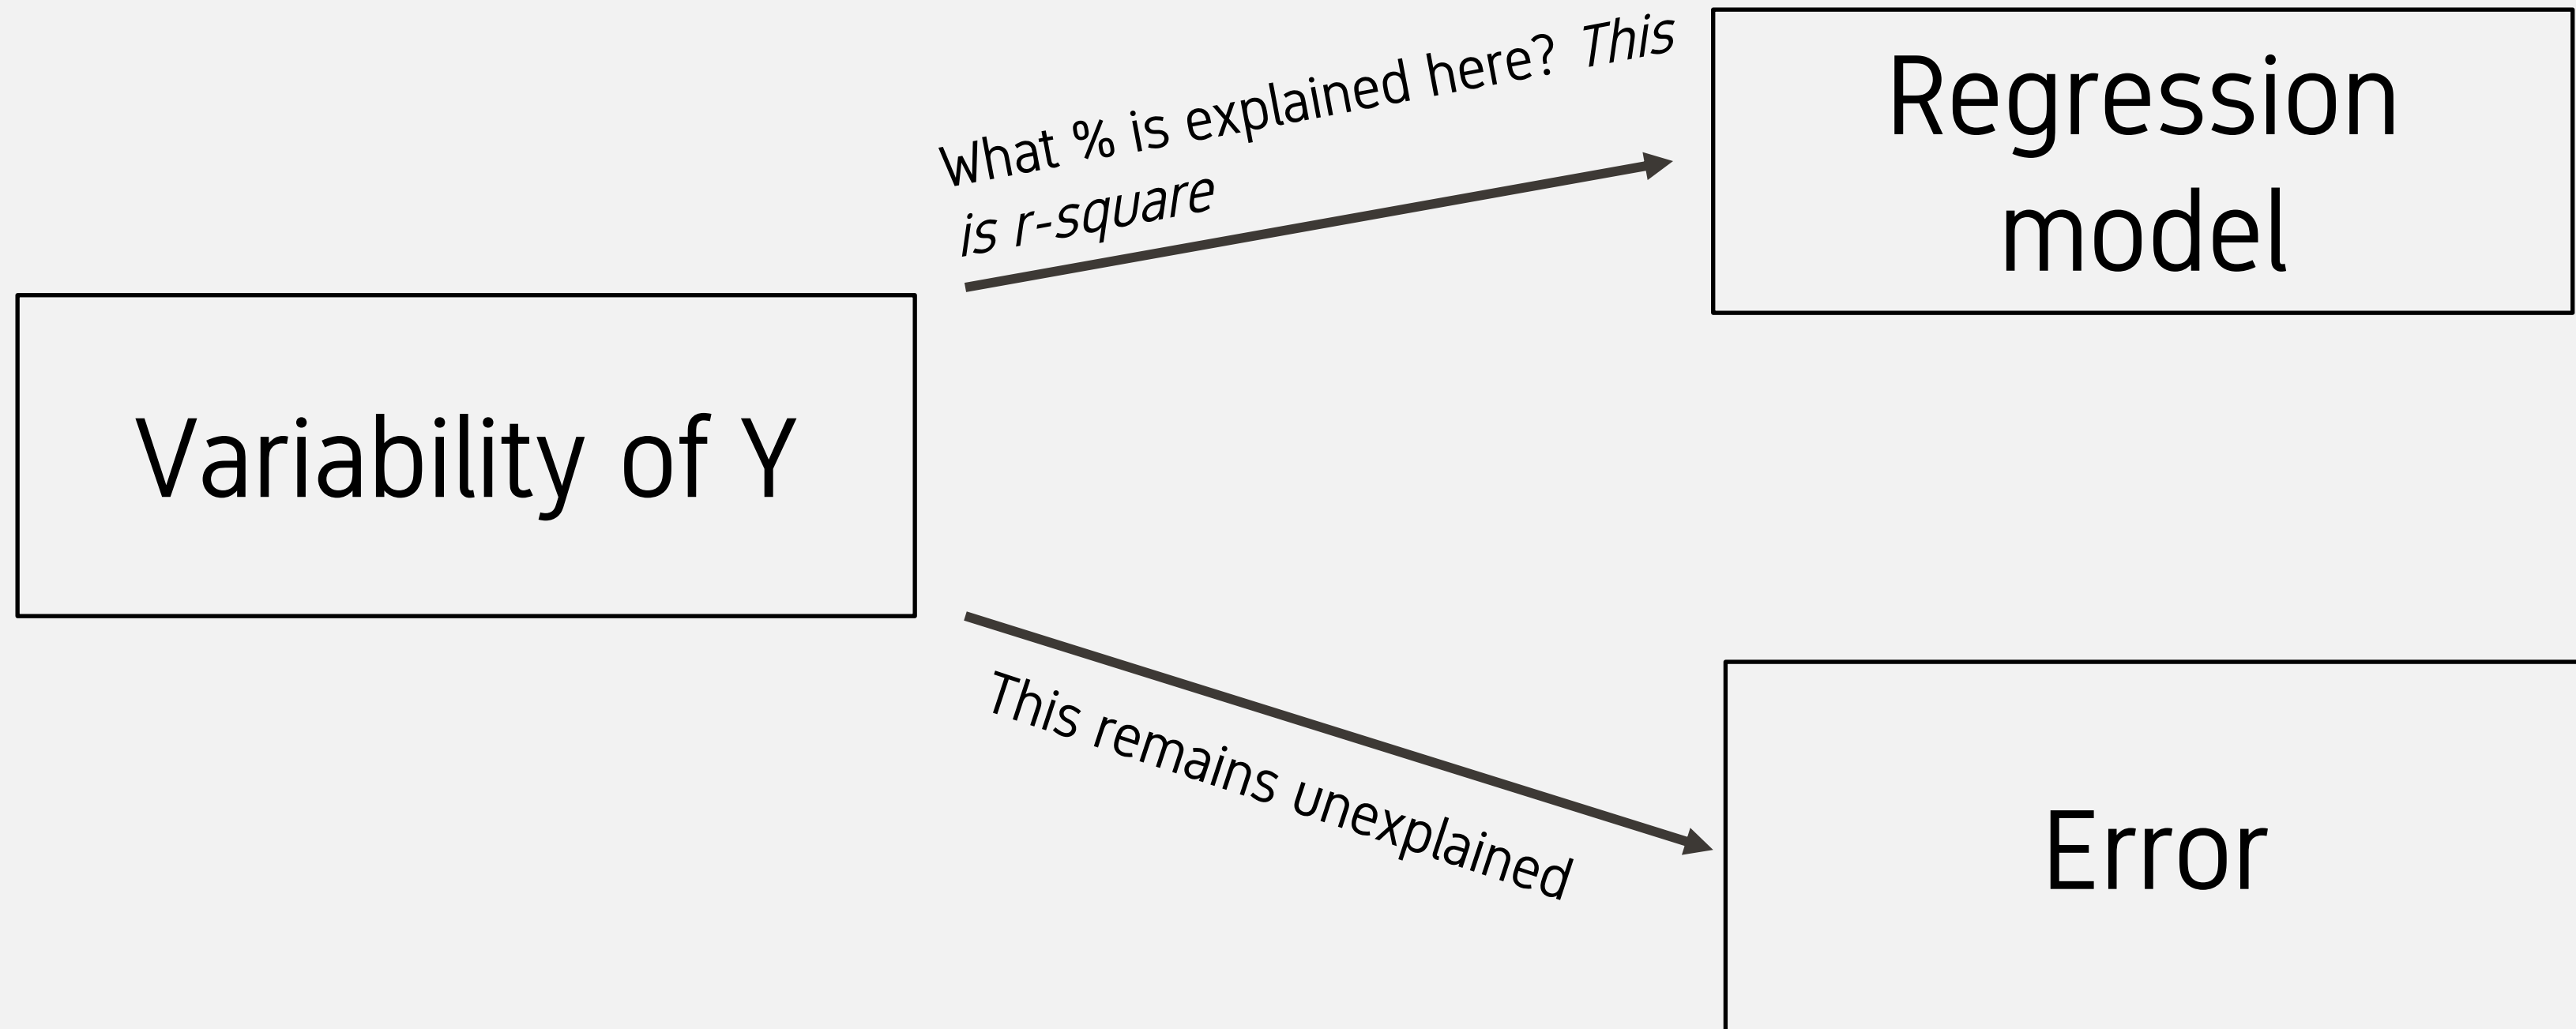 What % is explained here? This
is r-square
Regression
model
Variability of Y
This remains unexplained
Error